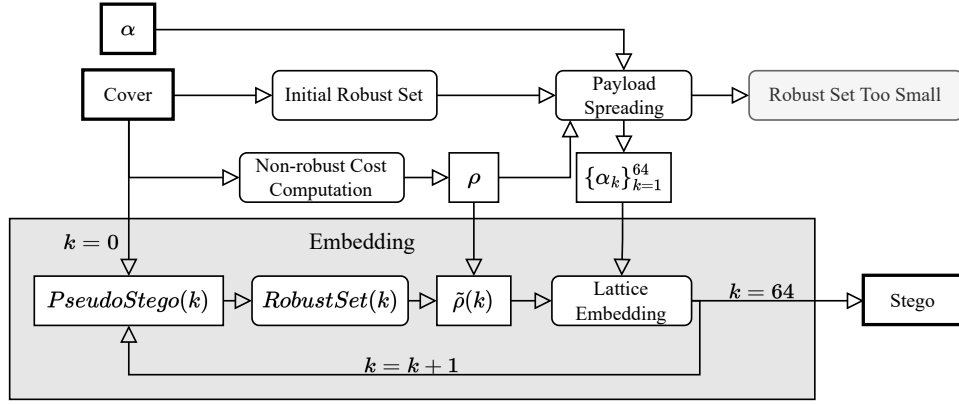 α
Cover
Initial Robust Set
Payload
Spreading
Robust Set Too Small
Non-robust Cost
Computation
ρ
{α_k}_{k=1}^{64}
k = 0
Embedding
PseudoStego(k)
RobustSet(k)
ρ̃(k)
Lattice
Embedding
k = 64
Stego
k = k + 1